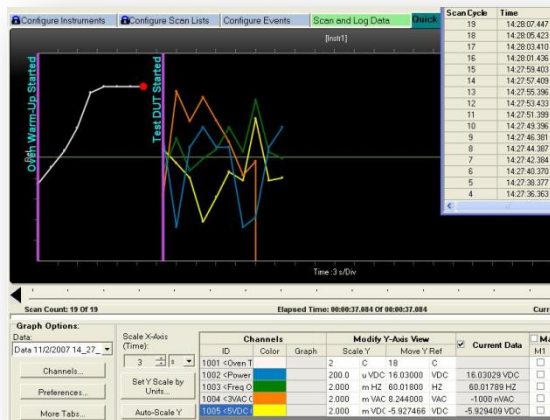 Configure Instruments Configure Scan Lists Configure Events Scan and Log Data Quick
[Instr1]
Oven Warm-Up Started
Test DUT Started
Time :3 s/Div
Scan Cycle Time
19 14:28:07.447
18 14:28:05.423
17 14:28:03.410
16 14:28:01.436
15 14:27:59.403
14 14:27:57.409
13 14:27:55.396
12 14:27:53.433
11 14:27:51.399
10 14:27:49.396
9 14:27:46.381
8 14:27:44.387
7 14:27:42.384
6 14:27:40.370
5 14:27:38.377
4 14:27:36.363
Scan Count: 19 Of 19 Elapsed Time: 00:00:37.084 Of 00:00:37.084 Curr
Graph Options:
Data:
Data 11/2/2007 14_27_
Channels...
Preferences...
More Tabs...
Scale X-Axis
(Time):
3 s
Set Y Scale by
Units...
Auto-Scale Y
Channels Modify Y-Axis View Current Data Ma
ID Color Graph Scale Y Move Y Ref M1
1001 <Oven T 2 C 18 C
1002 <Power 200.0 u VDC 16.03000 VDC 16.03029 VDC
1003 <Freq O 2.000 m HZ 60.01800 HZ 60.01789 HZ
1004 <3VAC O 2.000 m VAC 8.244000 VAC -1000 nVAC
1005 <5VDC 2.000 m VDC -5.927466 VDC -5.929409 VDC